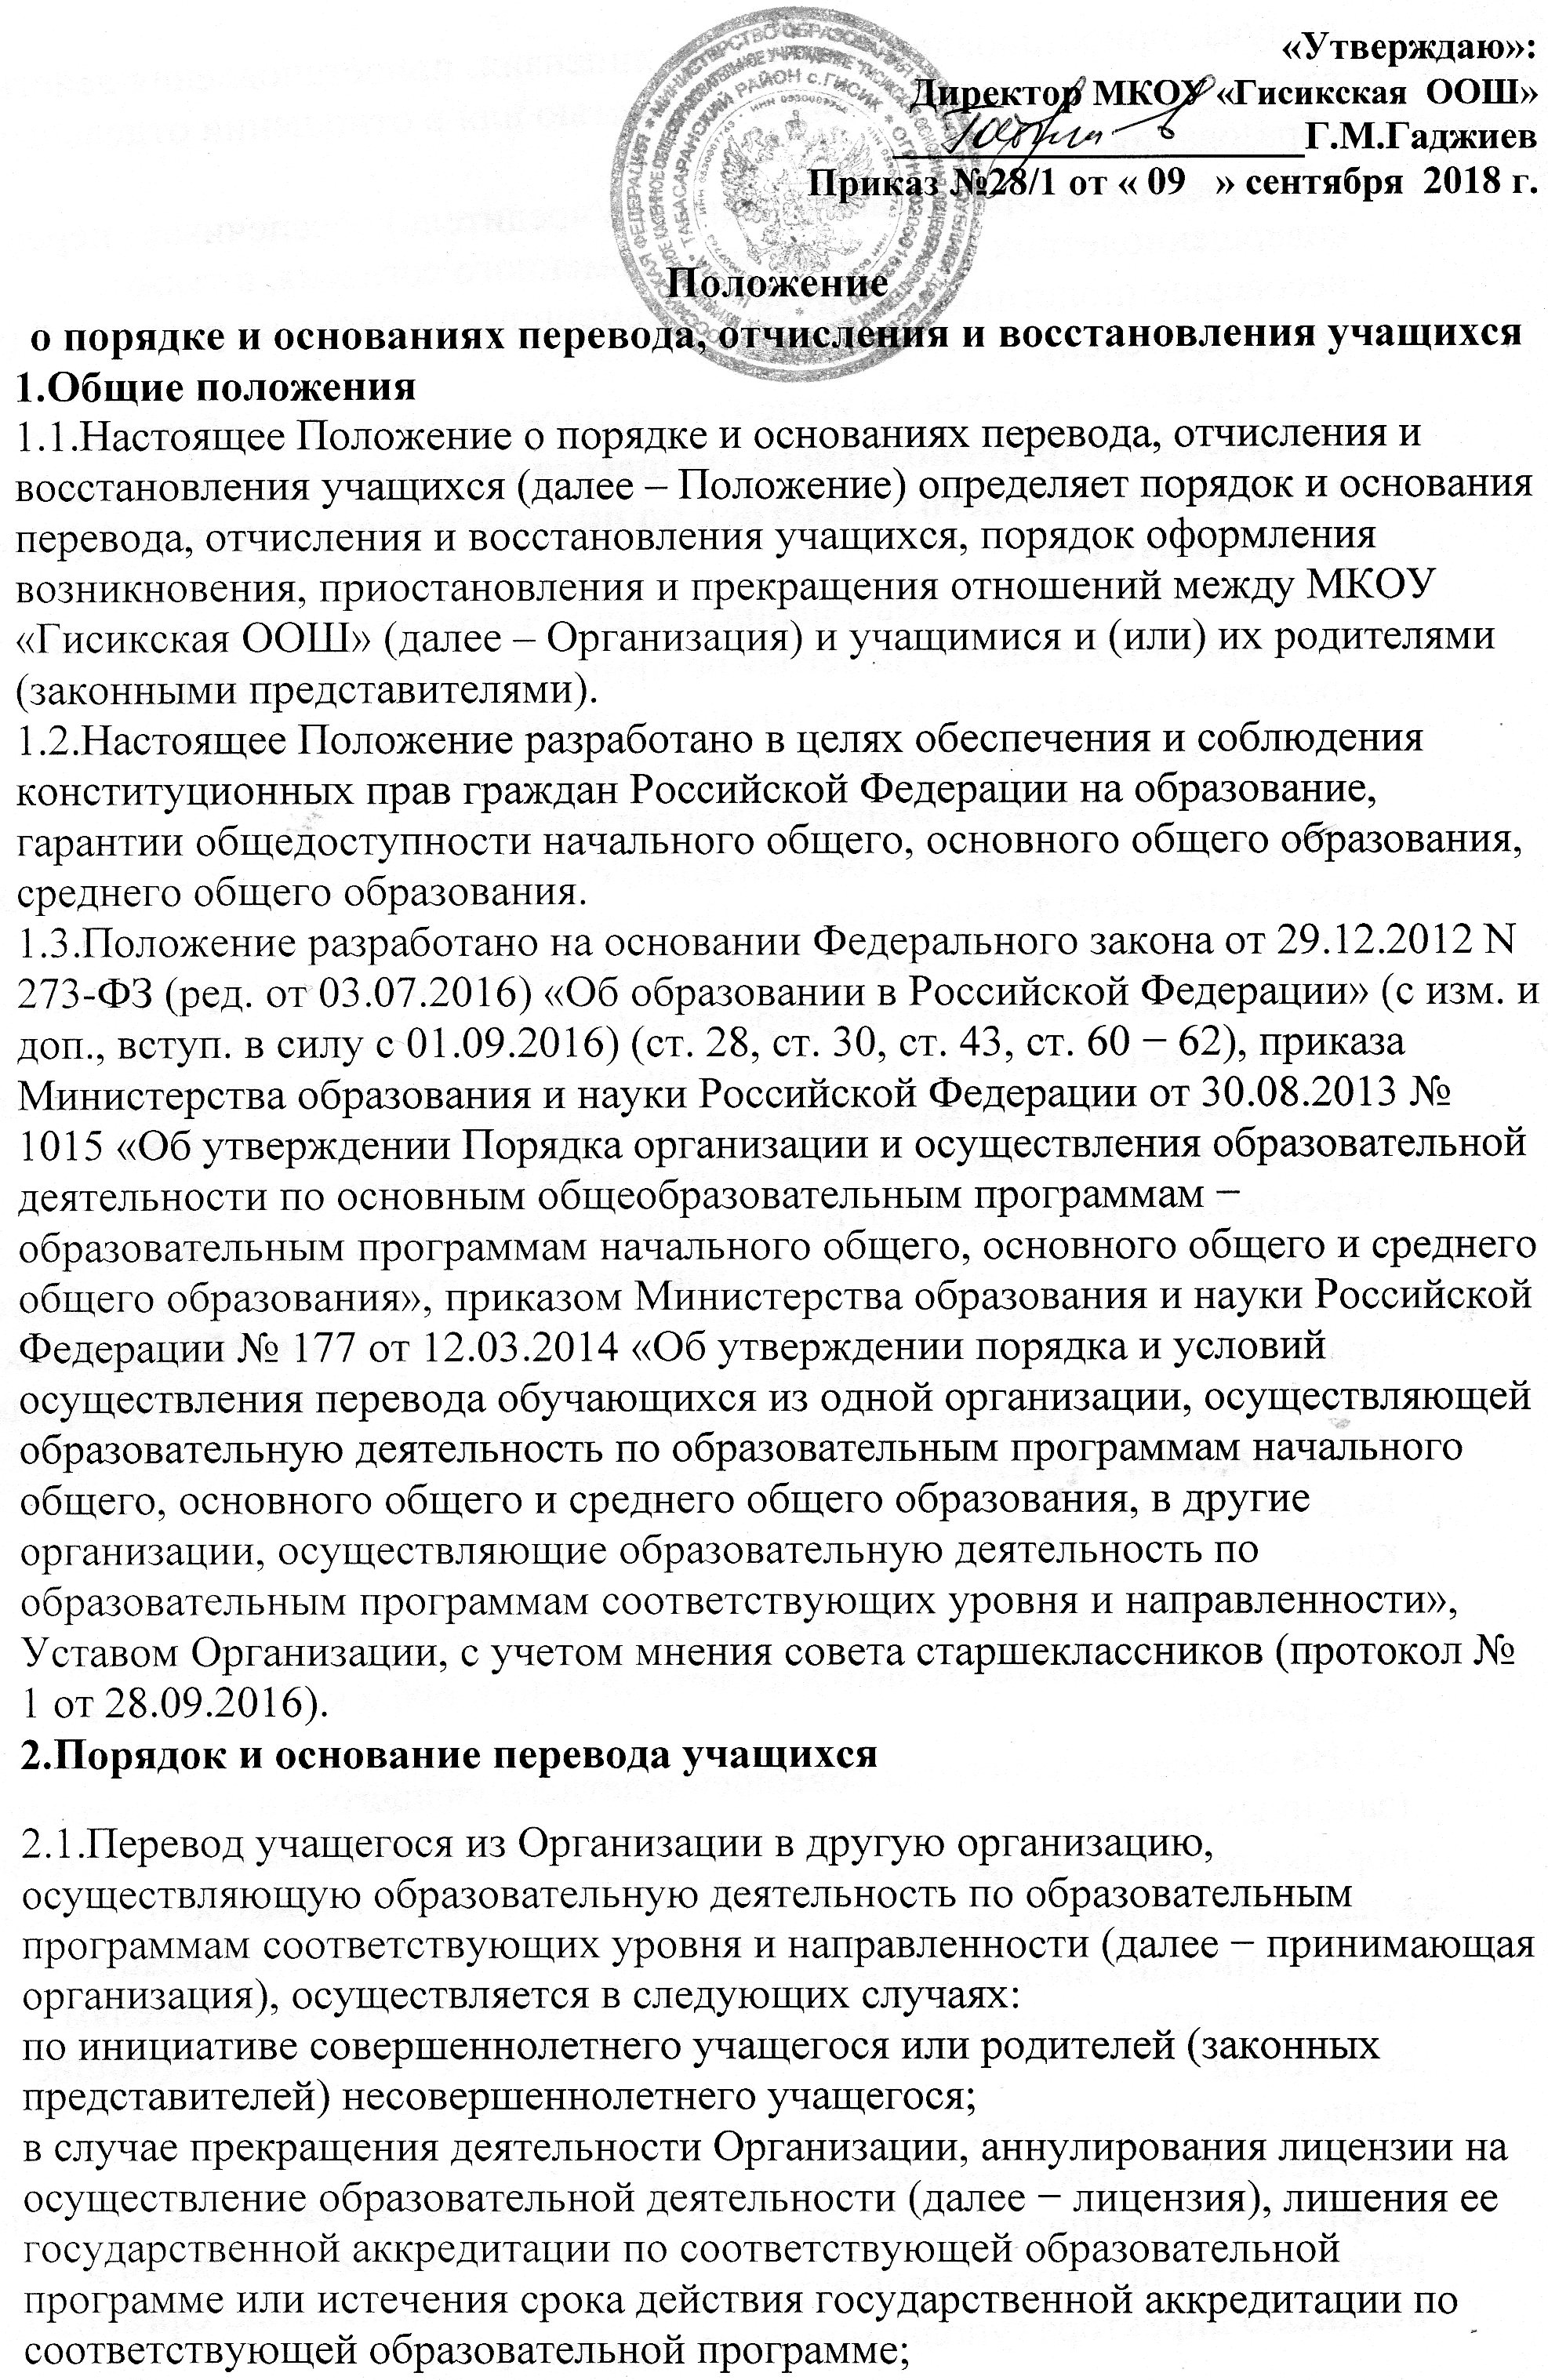 «Утверждаю»:
Директор МКОУ «Гисикская ООШ»
Г.М.Гаджиев
Приказ №28/1 от « 09 » сентября 2018 г.
Положение
о порядке и основаниях перевода, отчисления и восстановления учащихся
1.Общие положения
1.1.Настоящее Положение о порядке и основаниях перевода, отчисления и
восстановления учащихся (далее – Положение) определяет порядок и основания
перевода, отчисления и восстановления учащихся, порядок оформления
возникновения, приостановления и прекращения отношений между МКОУ
«Гисикская ООШ» (далее – Организация) и учащимися и (или) их родителями
(законными представителями).
1.2.Настоящее Положение разработано в целях обеспечения и соблюдения
конституционных прав граждан Российской Федерации на образование,
гарантии общедоступности начального общего, основного общего образования,
среднего общего образования.
1.3.Положение разработано на основании Федерального закона от 29.12.2012 N
273-ФЗ (ред. от 03.07.2016) «Об образовании в Российской Федерации» (с изм. и
доп., вступ. в силу с 01.09.2016) (ст. 28, ст. 30, ст. 43, ст. 60 − 62), приказа
Министерства образования и науки Российской Федерации от 30.08.2013 №
1015 «Об утверждении Порядка организации и осуществления образовательной
деятельности по основным общеобразовательным программам −
образовательным программам начального общего, основного общего и среднего
общего образования», приказом Министерства образования и науки Российской
Федерации № 177 от 12.03.2014 «Об утверждении порядка и условий
осуществления перевода обучающихся из одной организации, осуществляющей
образовательную деятельность по образовательным программам начального
общего, основного общего и среднего общего образования, в другие
организации, осуществляющие образовательную деятельность по
образовательным программам соответствующих уровня и направленности»,
Уставом Организации, с учетом мнения совета старшеклассников (протокол №
1 от 28.09.2016).
2.Порядок и основание перевода учащихся
2.1.Перевод учащегося из Организации в другую организацию,
осуществляющую образовательную деятельность по образовательным
программам соответствующих уровня и направленности (далее − принимающая
организация), осуществляется в следующих случаях:
по инициативе совершеннолетнего учащегося или родителей (законных
представителей) несовершеннолетнего учащегося;
в случае прекращения деятельности Организации, аннулирования лицензии на
осуществление образовательной деятельности (далее − лицензия), лишения ее
государственной аккредитации по соответствующей образовательной
программе или истечения срока действия государственной аккредитации по
соответствующей образовательной программе;